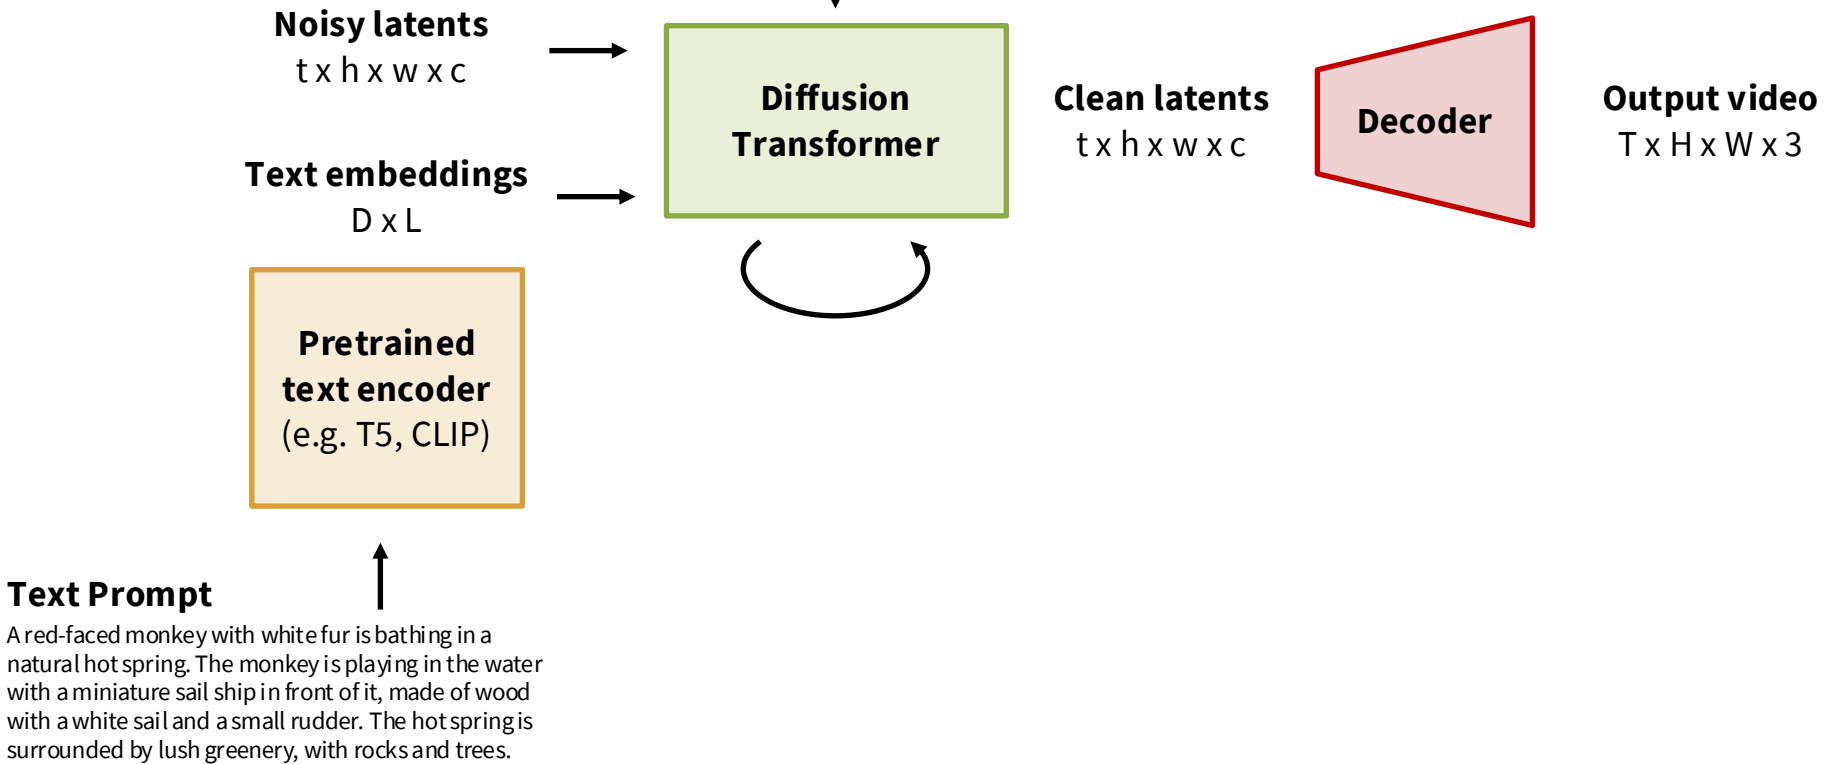 Noisy latents
t x h x w x c
Text embeddings
D x L
Pretrained
text encoder
(e.g. T5, CLIP)
Text Prompt
A red-faced monkey with white fur is bathing in a
natural hot spring. The monkey is playing in the water
with a miniature sail ship in front of it, made of wood
with a white sail and a small rudder. The hot spring is
surrounded by lush greenery, with rocks and trees.
Diffusion
Transformer
Clean latents
t x h x w x c
Decoder
Output video
T x H x W x 3